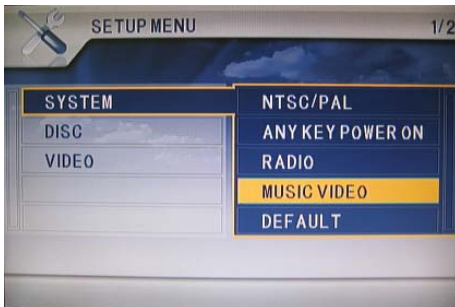 SETUP MENU 1/2
SYSTEM
DISC
VIDEO
NTSC/PAL
ANY KEY POWER ON
RADIO
MUSIC VIDEO
DEFAULT